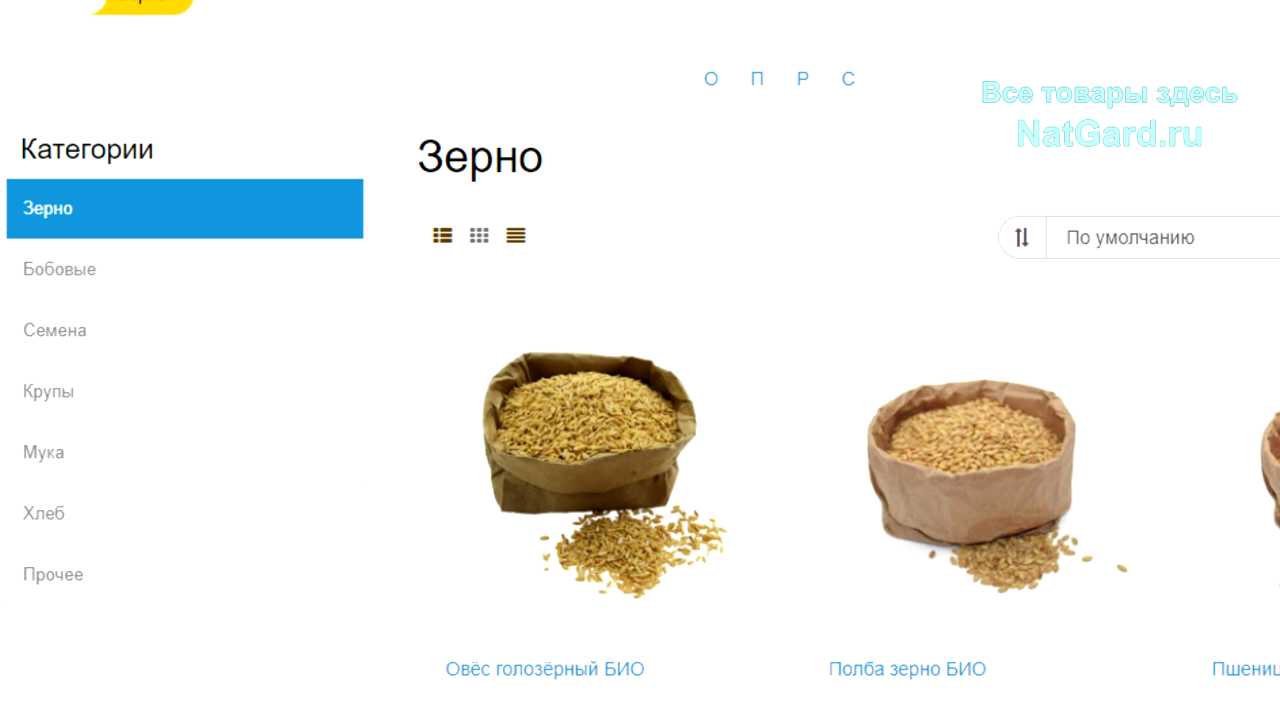 О П Р С
Все товары здесь
NatGard.ru
Категории
Зерно
Зерно
По умолчанию
Бобовые
Семена
Крупы
Мука
Хлеб
Прочее
Овёс голозёрный БИО
Полба зерно БИО